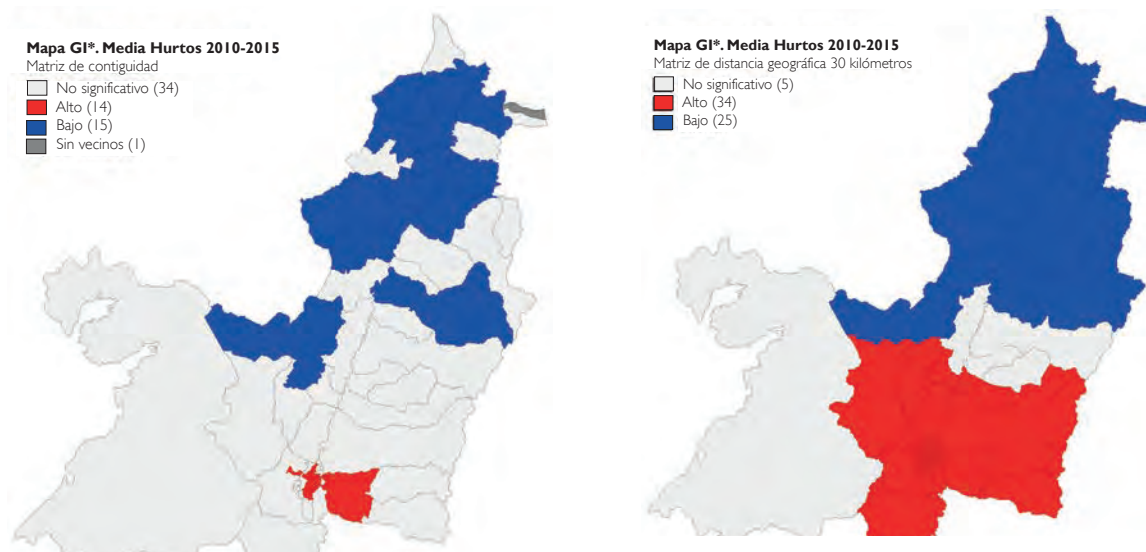 Mapa GI*. Media Hurtos 2010-2015
Matriz de contiguidad
No significativo (34)
Alto (14)
Bajo (15)
Sin vecinos (1)
Mapa GI*. Media Hurtos 2010-2015
Matriz de distancia geográfica 30 kilómetros
No significativo (5)
Alto (34)
Bajo (25)